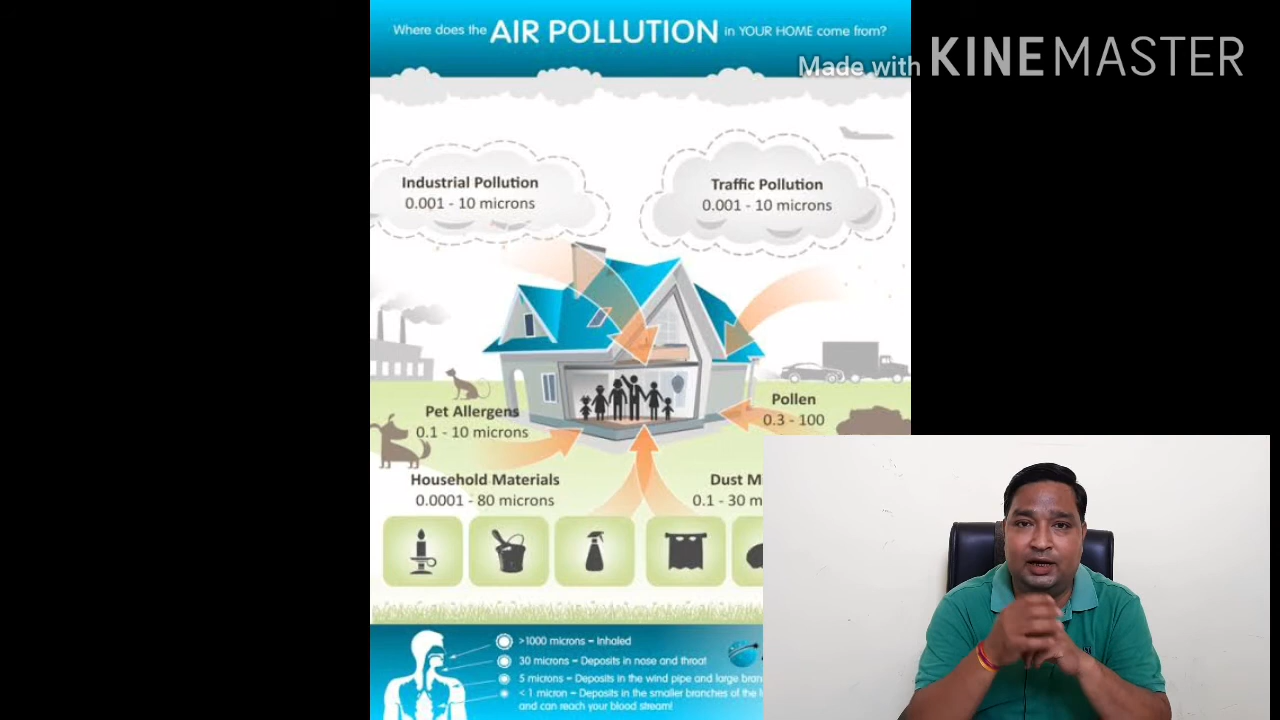 Where does the AIR POLLUTION in YOUR HOME come from?
Made with KINEMASTER
Industrial Pollution
0.001 - 10 microns
Traffic Pollution
0.001 - 10 microns
Pet Allergens
0.1 - 10 microns
Pollen
0.3 - 100
Household Materials
0.0001 - 80 microns
Dust M
0.1 - 30 m
>1000 microns – Inhaled
30 microns – Deposits in nose and throat
5 microns – Deposits in the wind pipe and large bran
< 1 micron – Deposits in the smaller branches of the l
and can reach your blood stream!